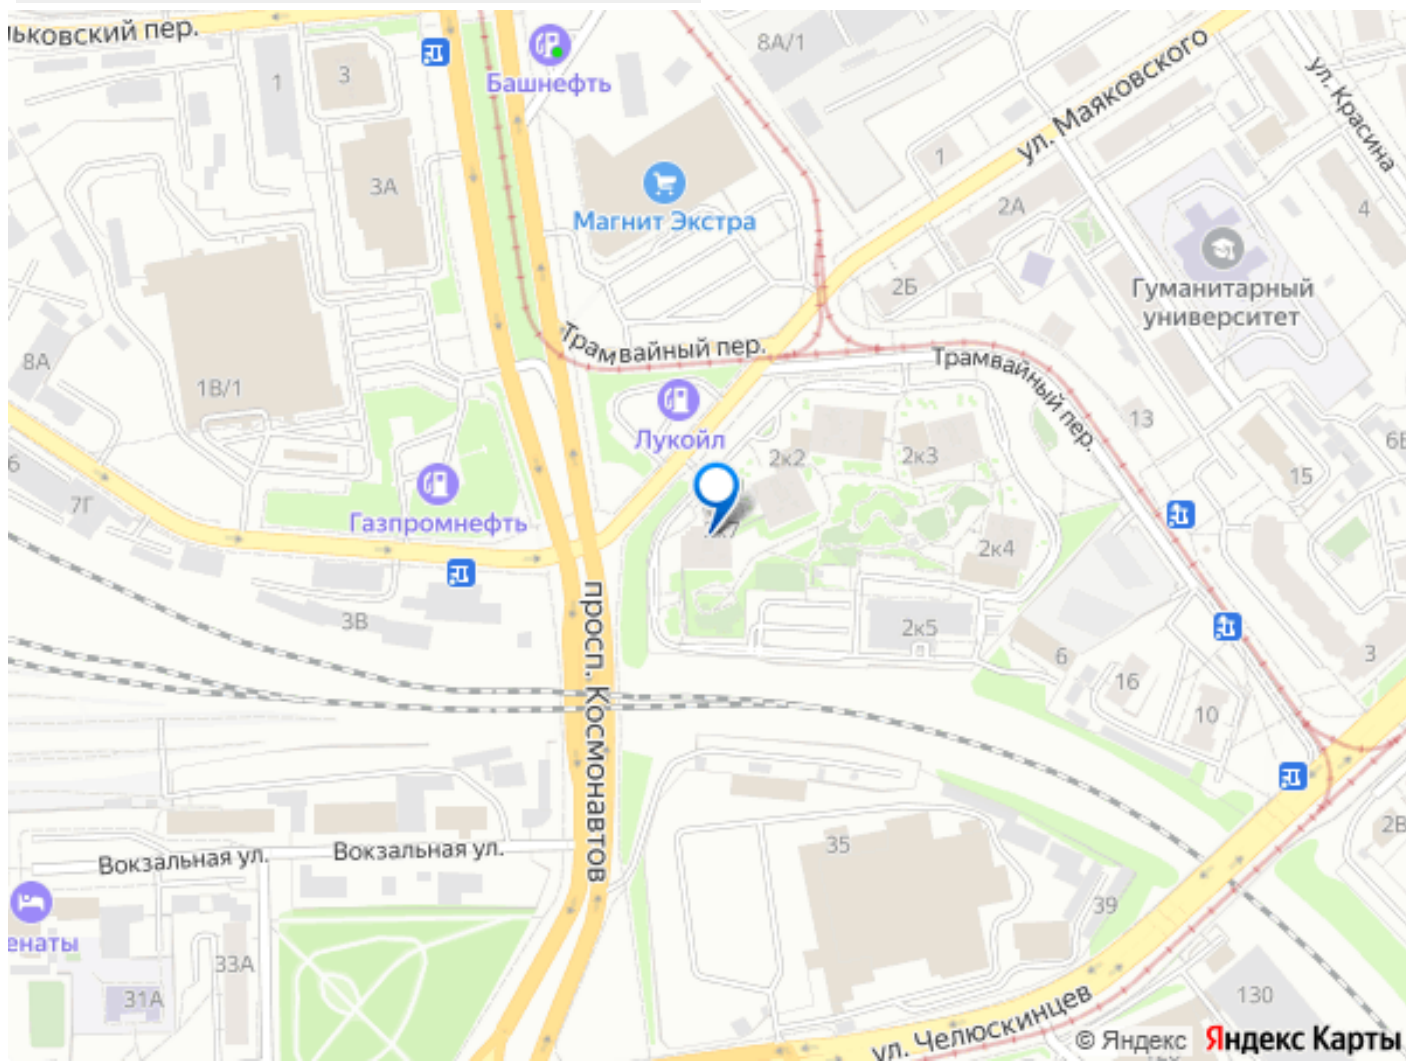 льковский пер.
8А/1
1
3
Башнефть
ул. Маяковского
ул. Красина
3А
1
Магнит Экстра
2А
4
2Б
Гуманитарный
университет
8А
1В/1
Трамвайный пер.
Трамвайный пер.
Лукойл
13
2к2
2к3
6В
15
6
7Г
Газпромнефть
2к4
3В
2к5
6
3
16
10
просп. Космонавтов
Вокзальная ул.
Вокзальная ул.
35
2В
39
енаты
33А
31А
130
ул. Челюскинцев
© Яндекс Яндекс Карты